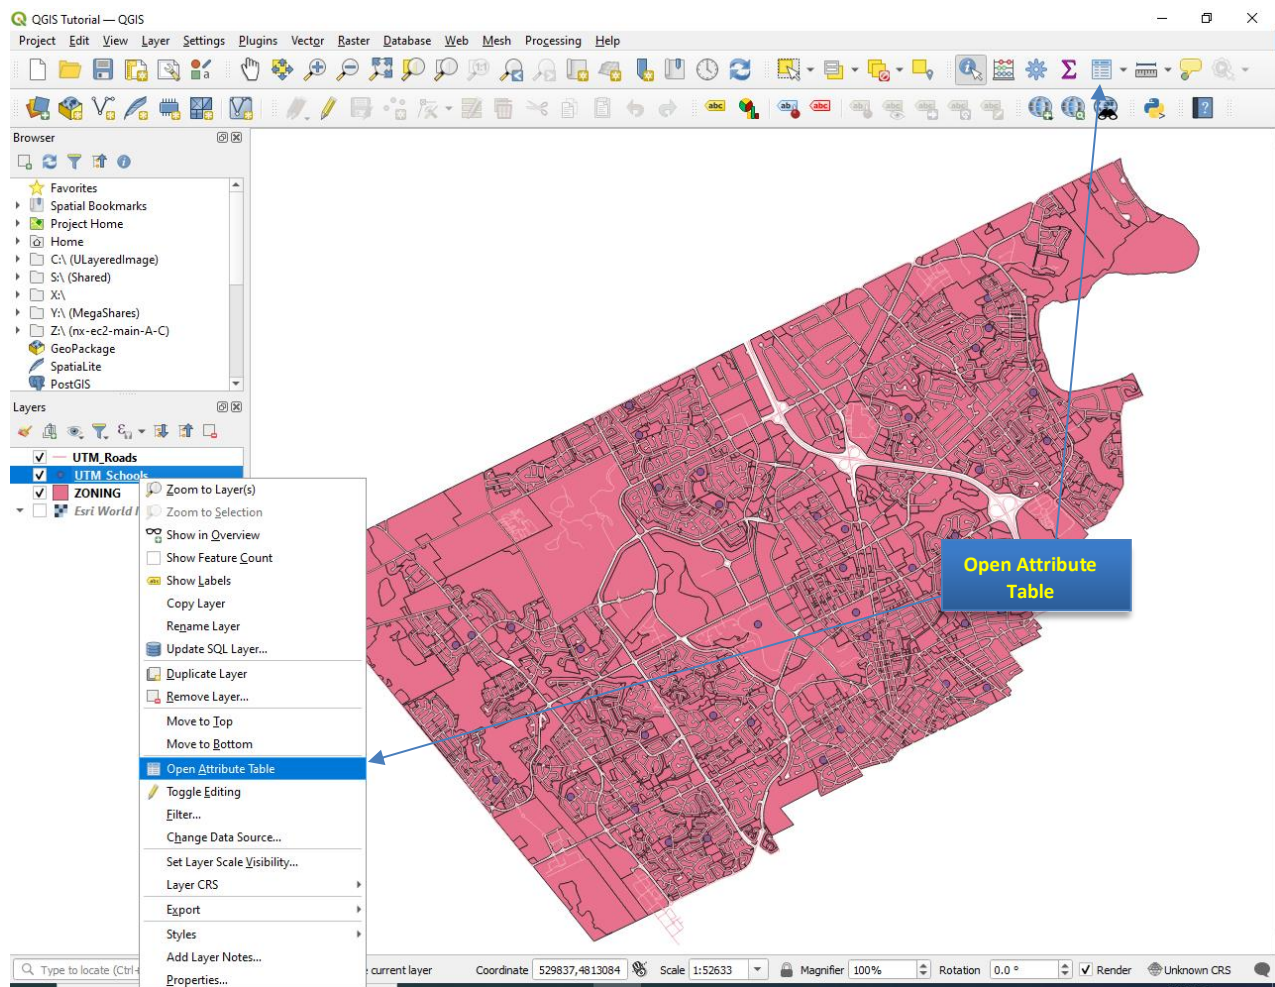 QGIS Tutorial — QGIS
Project Edit View Layer Settings Plugins Vector Raster Database Web Mesh Processing Help
Browser
Favorites
Spatial Bookmarks
Project Home
Home
C:\ (ULayeredImage)
S:\ (Shared)
X:\
Y:\ (MegaShares)
Z:\ (nx-ec2-main-A-C)
GeoPackage
SpatiaLite
PostGIS
Layers
UTM_Roads
UTM_Schools
ZONING
Esri World
Zoom to Layer(s)
Zoom to Selection
Show in Overview
Show Feature Count
Show Labels
Copy Layer
Rename Layer
Update SQL Layer...
Duplicate Layer
Remove Layer...
Move to Top
Move to Bottom
Open Attribute Table
Toggle Editing
Filter...
Change Data Source...
Set Layer Scale Visibility...
Layer CRS
Export
Styles
Add Layer Notes...
Properties...
Open Attribute
Table
Type to locate (Ctrl+ e current layer Coordinate 529837,4813084 Scale 1:52633 Magnifier 100% Rotation 0.0 ° Render Unknown CRS